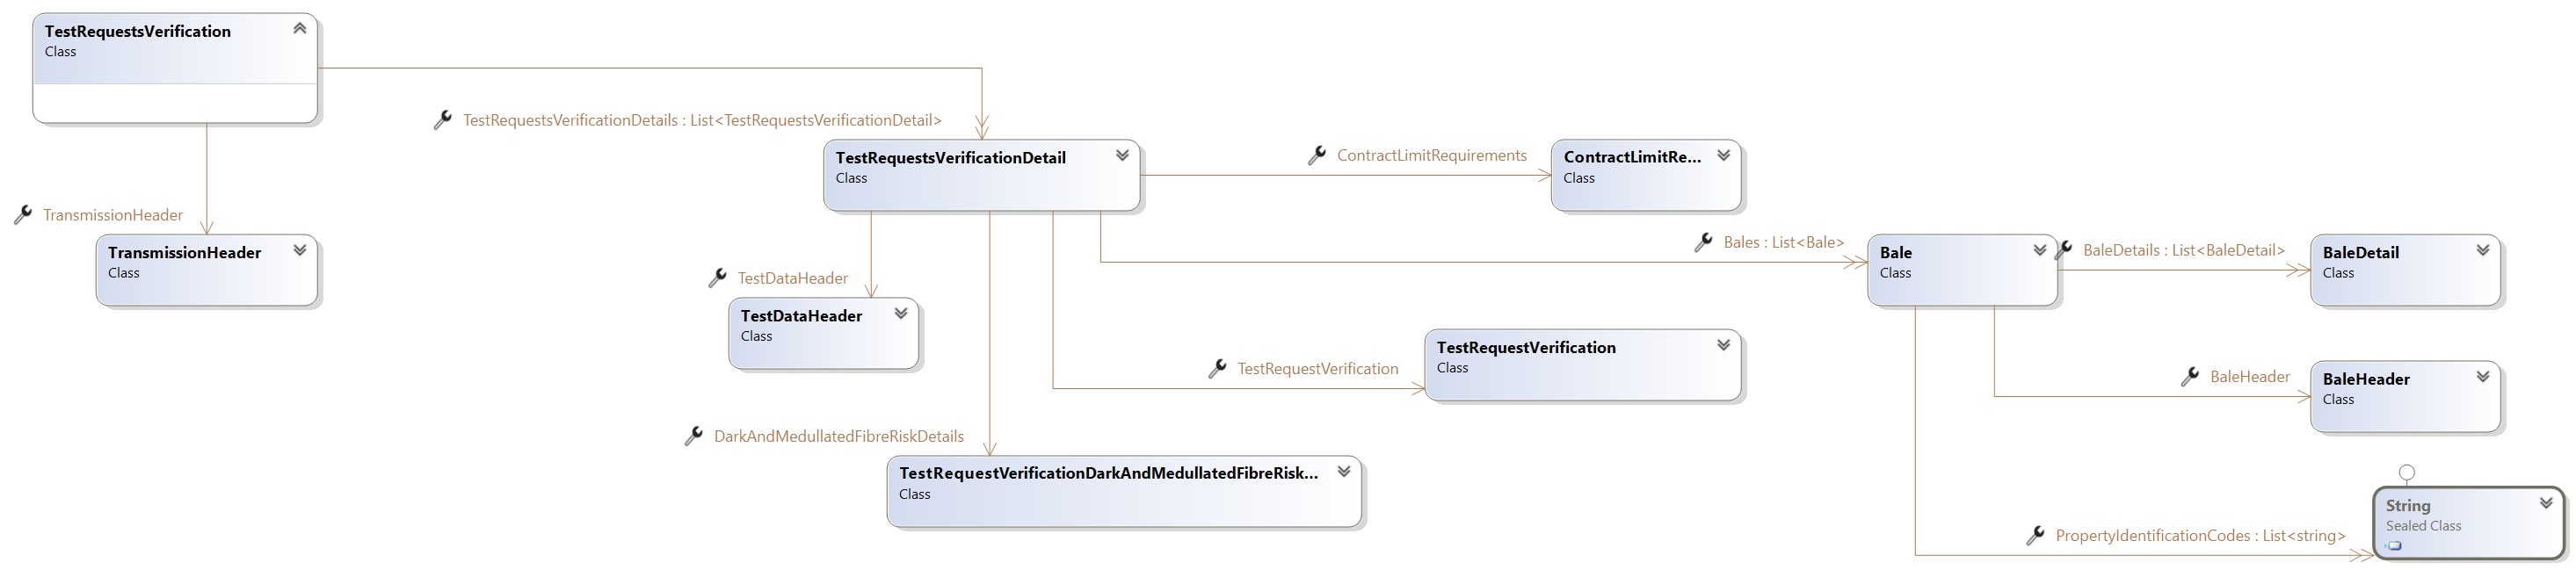 TestRequestsVerification
Class
TestRequestsVerificationDetails : List<TestRequestsVerificationDetail>
TestRequestsVerificationDetail
Class
ContractLimitRequirements
ContractLimitRe...
Class
TransmissionHeader
TransmissionHeader
Class
Bales : List<Bale>
Bale
Class
BaleDetails : List<BaleDetail>
BaleDetail
Class
TestDataHeader
TestDataHeader
Class
TestRequestVerification
TestRequestVerification
Class
BaleHeader
BaleHeader
Class
DarkAndMedullatedFibreRiskDetails
TestRequestVerificationDarkAndMedullatedFibreRisk...
Class
PropertyIdentificationCodes : List<string>
String
Sealed Class